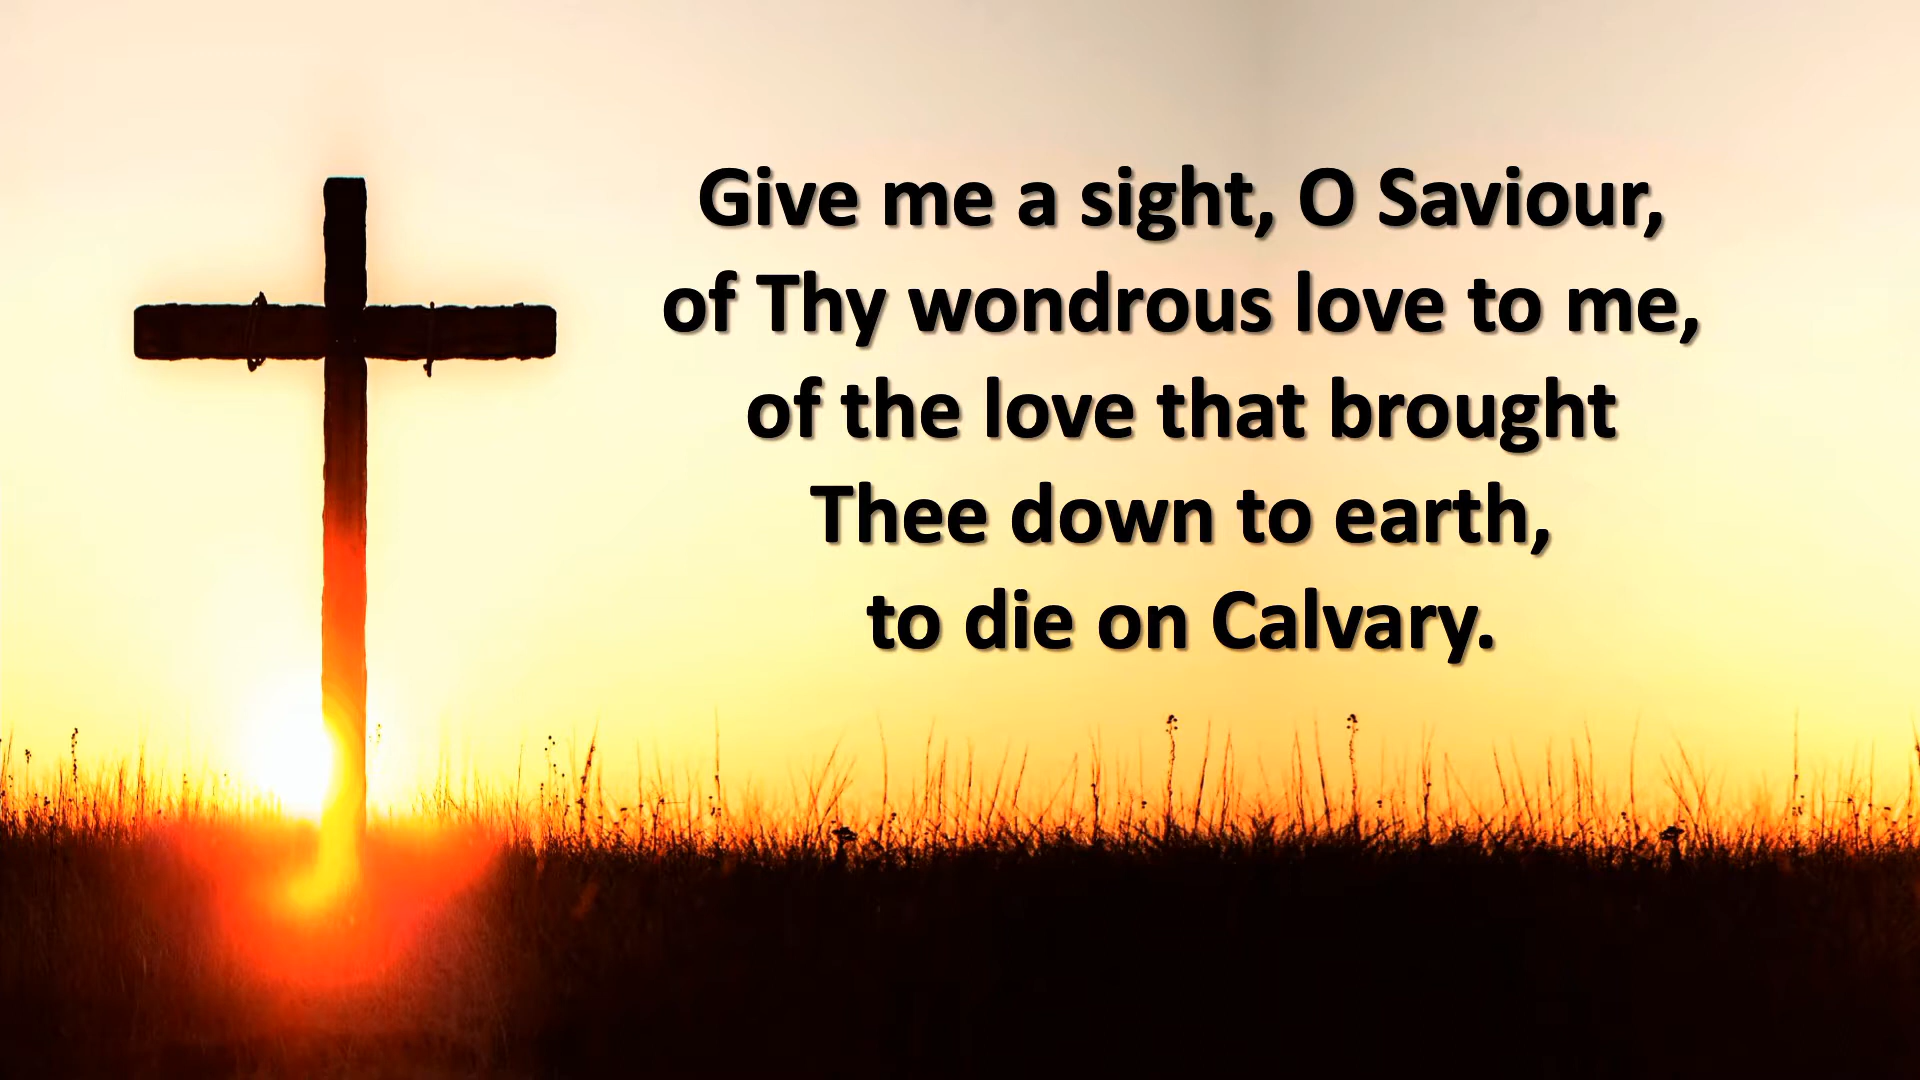 Give me a sight, O Saviour,
of Thy wondrous love to me,
of the love that brought
Thee down to earth,
to die on Calvary.